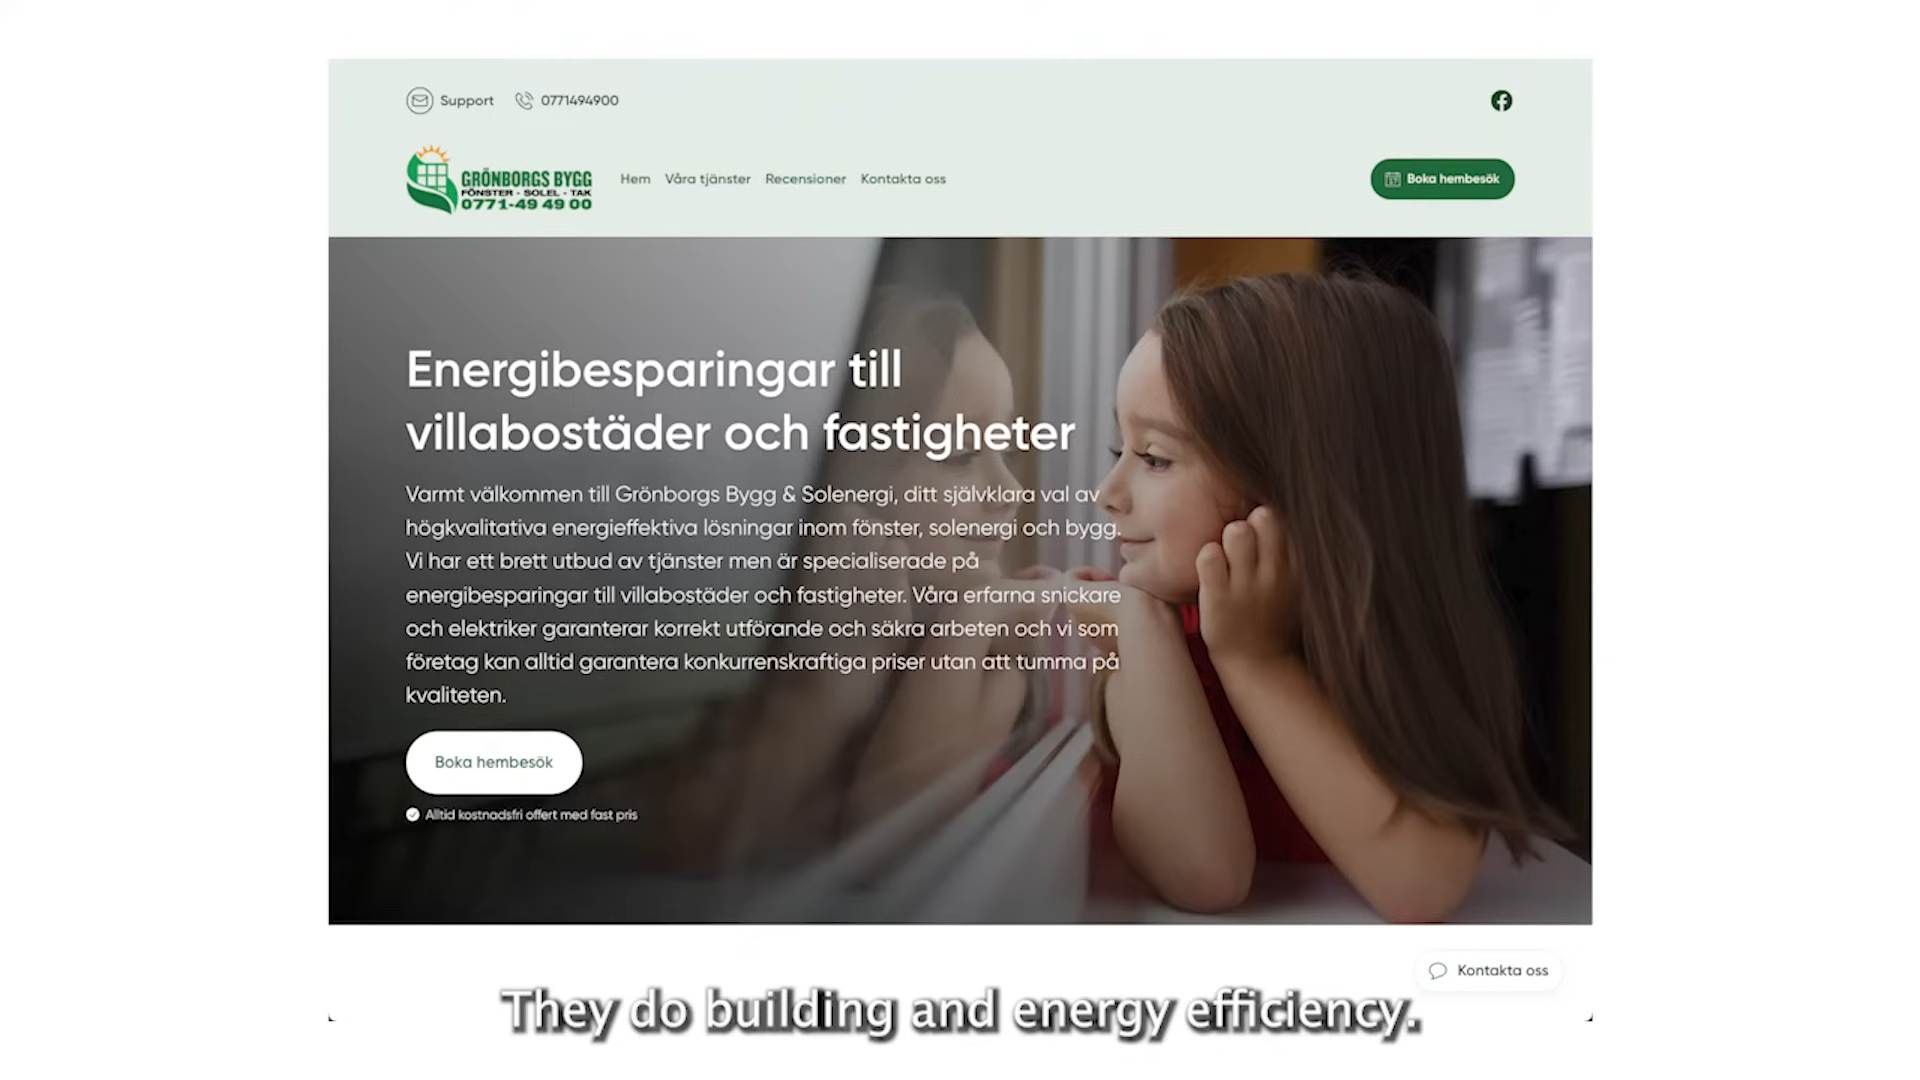 Support 0771494900
GRÖNBORGS BYGG
FÖNSTER - SOLEL - TAK
0771-49 49 00
Hem Våra tjänster Recensioner Kontakta oss
Boka hembesök
Energibesparingar till
villabostäder och fastigheter
Varmt välkommen till Grönborgs Bygg & Solenergi, ditt självklara val av
högkvalitativa energieffektiva lösningar inom fönster, solenergi och bygg.
Vi har ett brett utbud av tjänster men är specialiserade på
energibesparingar till villabostäder och fastigheter. Våra erfarna snickare
och elektriker garanterar korrekt utförande och säkra arbeten och vi som
företag kan alltid garantera konkurrenskraftiga priser utan att tumma på
kvaliteten.
Boka hembesök
Alltid kostnadsfri offert med fast pris
Kontakta oss
They do building and energy efficiency.